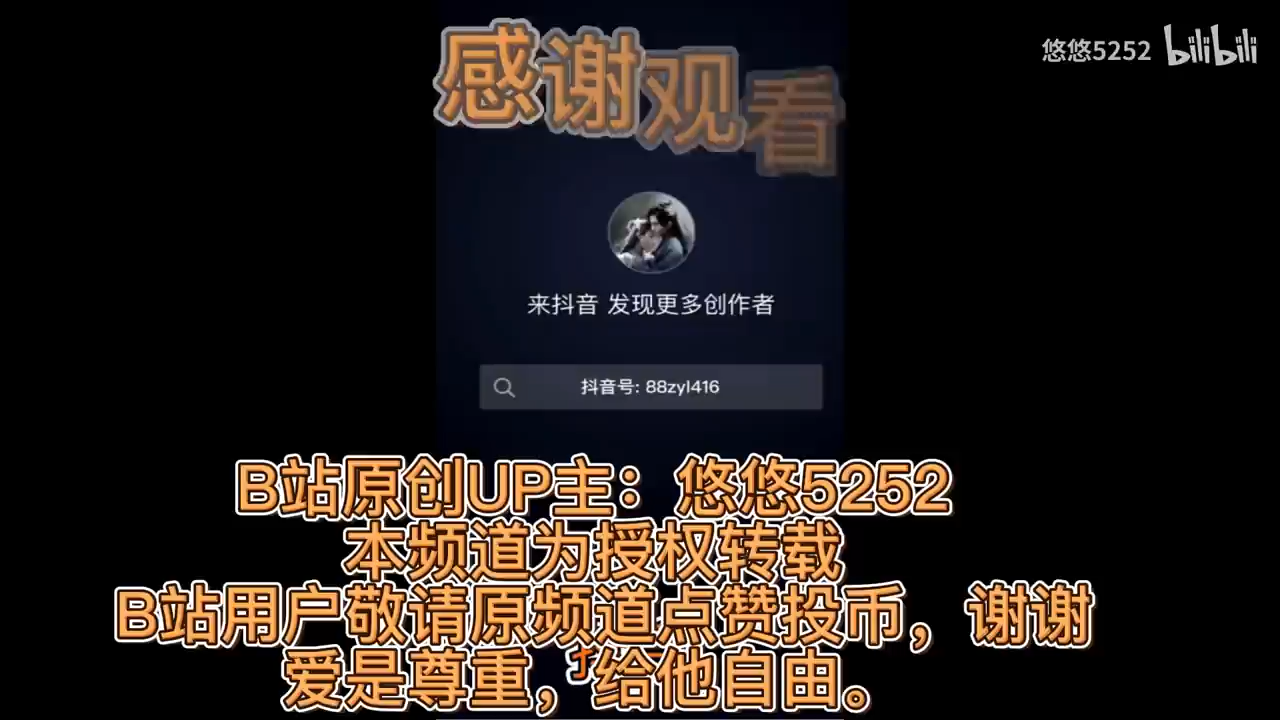 感谢观看
悠悠5252 bilibili
来抖音 发现更多创作者
抖音号: 88zyl416
B站原创UP主：悠悠5252
本频道为授权转载
B站用户敬请原频道点赞投币，谢谢
爱是尊重，给他自由。